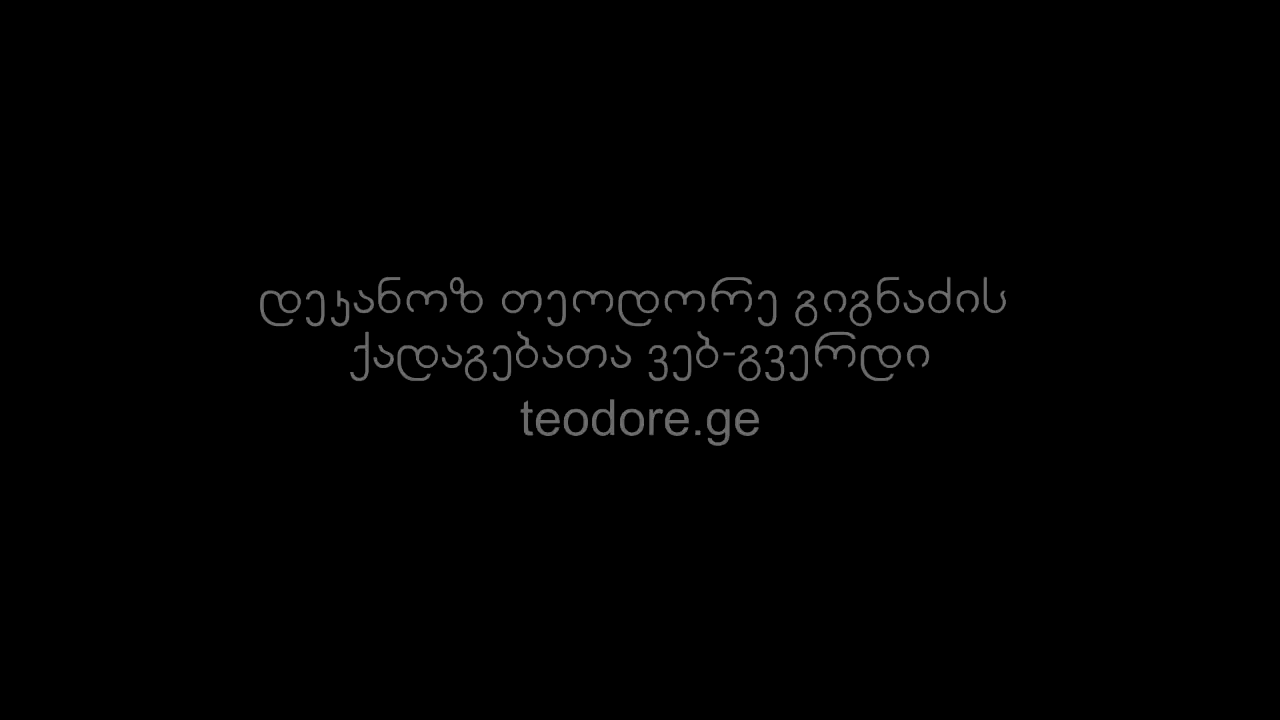 დეკანოზ თეოდორე გიგნაძის
ქადაგებათა ვებ-გვერდი
teodore.ge